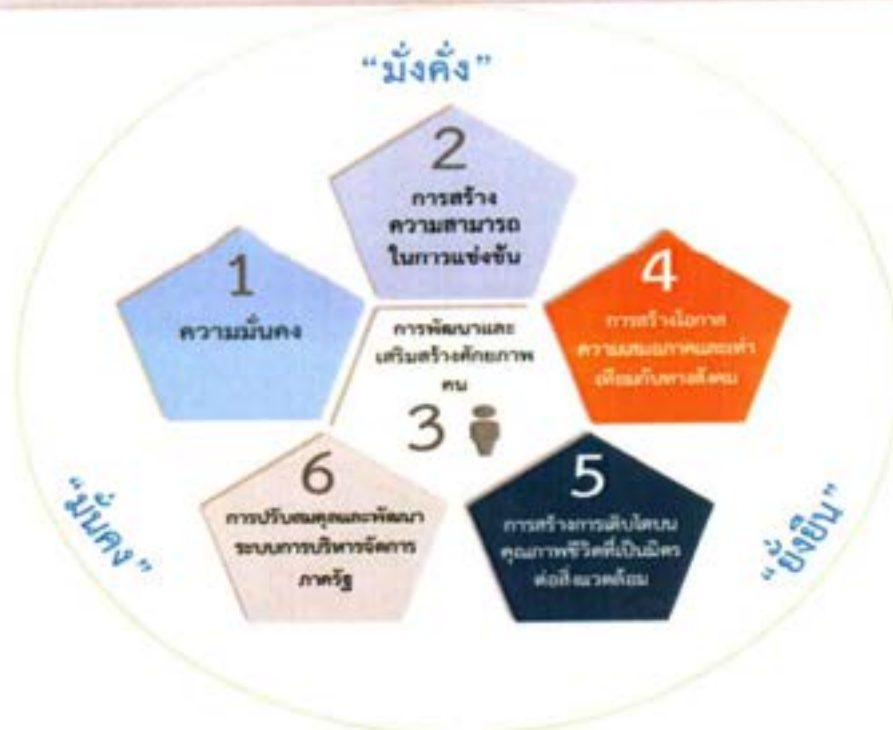 “มั่งคั่ง”
2
การสร้าง
ความสามารถ
ในการแข่งขัน
1
ความมั่นคง
4
การสร้างโอกาส
ความเสมอภาคและเท่า
เทียมกันทางสังคม
การพัฒนาและ
เสริมสร้างศักยภาพ
คน
3
6
การปรับสมดุลและพัฒนา
ระบบการบริหารจัดการ
ภาครัฐ
5
การสร้างการเติบโตบน
คุณภาพชีวิตที่เป็นมิตร
ต่อสิ่งแวดล้อม
“มั่นคง”
“ยั่งยืน”